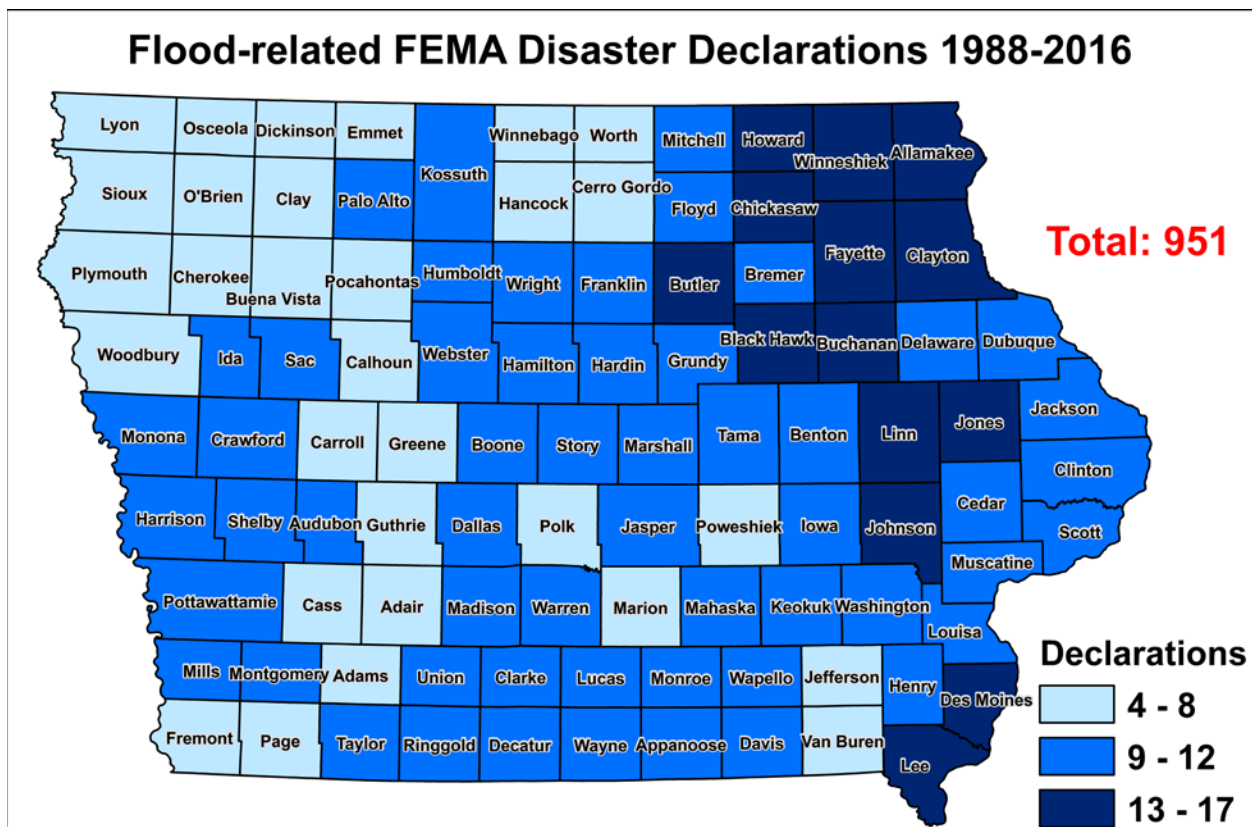 Flood-related FEMA Disaster Declarations 1988-2016
Lyon
Osceola
Dickinson
Emmet
Kossuth
Winnebago
Worth
Mitchell
Howard
Winneshiek
Allamakee
Sioux
O'Brien
Clay
Palo Alto
Hancock
Cerro Gordo
Floyd
Chickasaw
Fayette
Clayton
Total: 951
Plymouth
Cherokee
Buena Vista
Pocahontas
Humboldt
Wright
Franklin
Butler
Bremer
Woodbury
Ida
Sac
Calhoun
Webster
Hamilton
Hardin
Grundy
Black Hawk
Buchanan
Delaware
Dubuque
Monona
Crawford
Carroll
Greene
Boone
Story
Marshall
Tama
Benton
Linn
Jones
Jackson
Clinton
Harrison
Shelby
Audubon
Guthrie
Dallas
Polk
Jasper
Poweshiek
Iowa
Johnson
Cedar
Scott
Muscatine
Pottawattamie
Cass
Adair
Madison
Warren
Marion
Mahaska
Keokuk
Washington
Louisa
Mills
Montgomery
Adams
Union
Clarke
Lucas
Monroe
Wapello
Jefferson
Henry
Des Moines
Fremont
Page
Taylor
Ringgold
Decatur
Wayne
Appanoose
Davis
Van Buren
Lee
Declarations
4 - 8
9 - 12
13 - 17